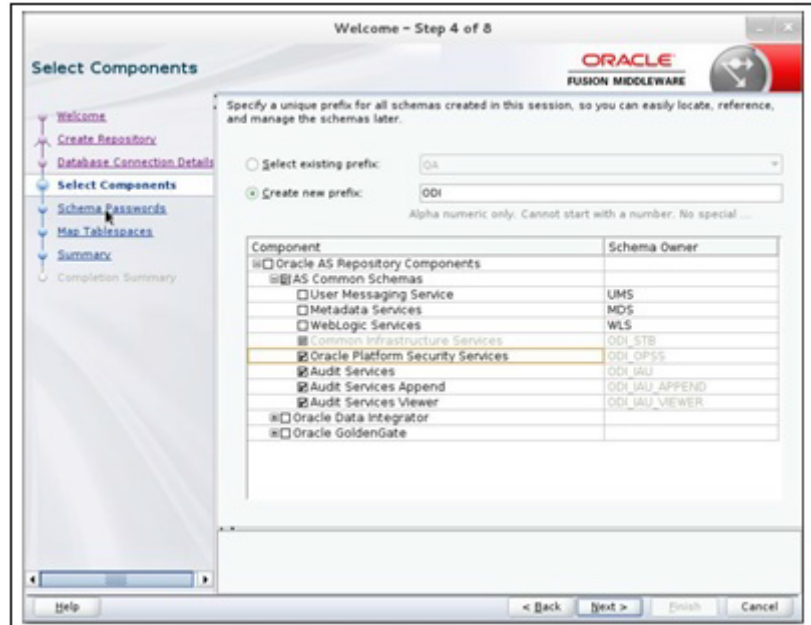 Welcome – Step 4 of 8
Select Components
ORACLE
FUSION MIDDLEWARE
Welcome
Create Repository
Database Connection Details
Select Components
Schema Passwords
Map Tablespaces
Summary
Completion Summary
Specify a unique prefix for all schemas created in this session, so you can easily locate, reference,
and manage the schemas later.
Select existing prefix: OA
Create new prefix: ODI
Alpha numeric only. Cannot start with a number. No special ...
Component Schema Owner
Oracle AS Repository Components
AS Common Schemas
User Messaging Service UMS
Metadata Services MDS
WebLogic Services WLS
Common Infrastructure Services ODI_STB
Oracle Platform Security Services ODI_OPSS
Audit Services ODI_IAU
Audit Services Append ODI_IAU_APPEND
Audit Services Viewer ODI_IAU_VIEWER
Oracle Data Integrator
Oracle GoldenGate
Help < Back Next > Finish Cancel